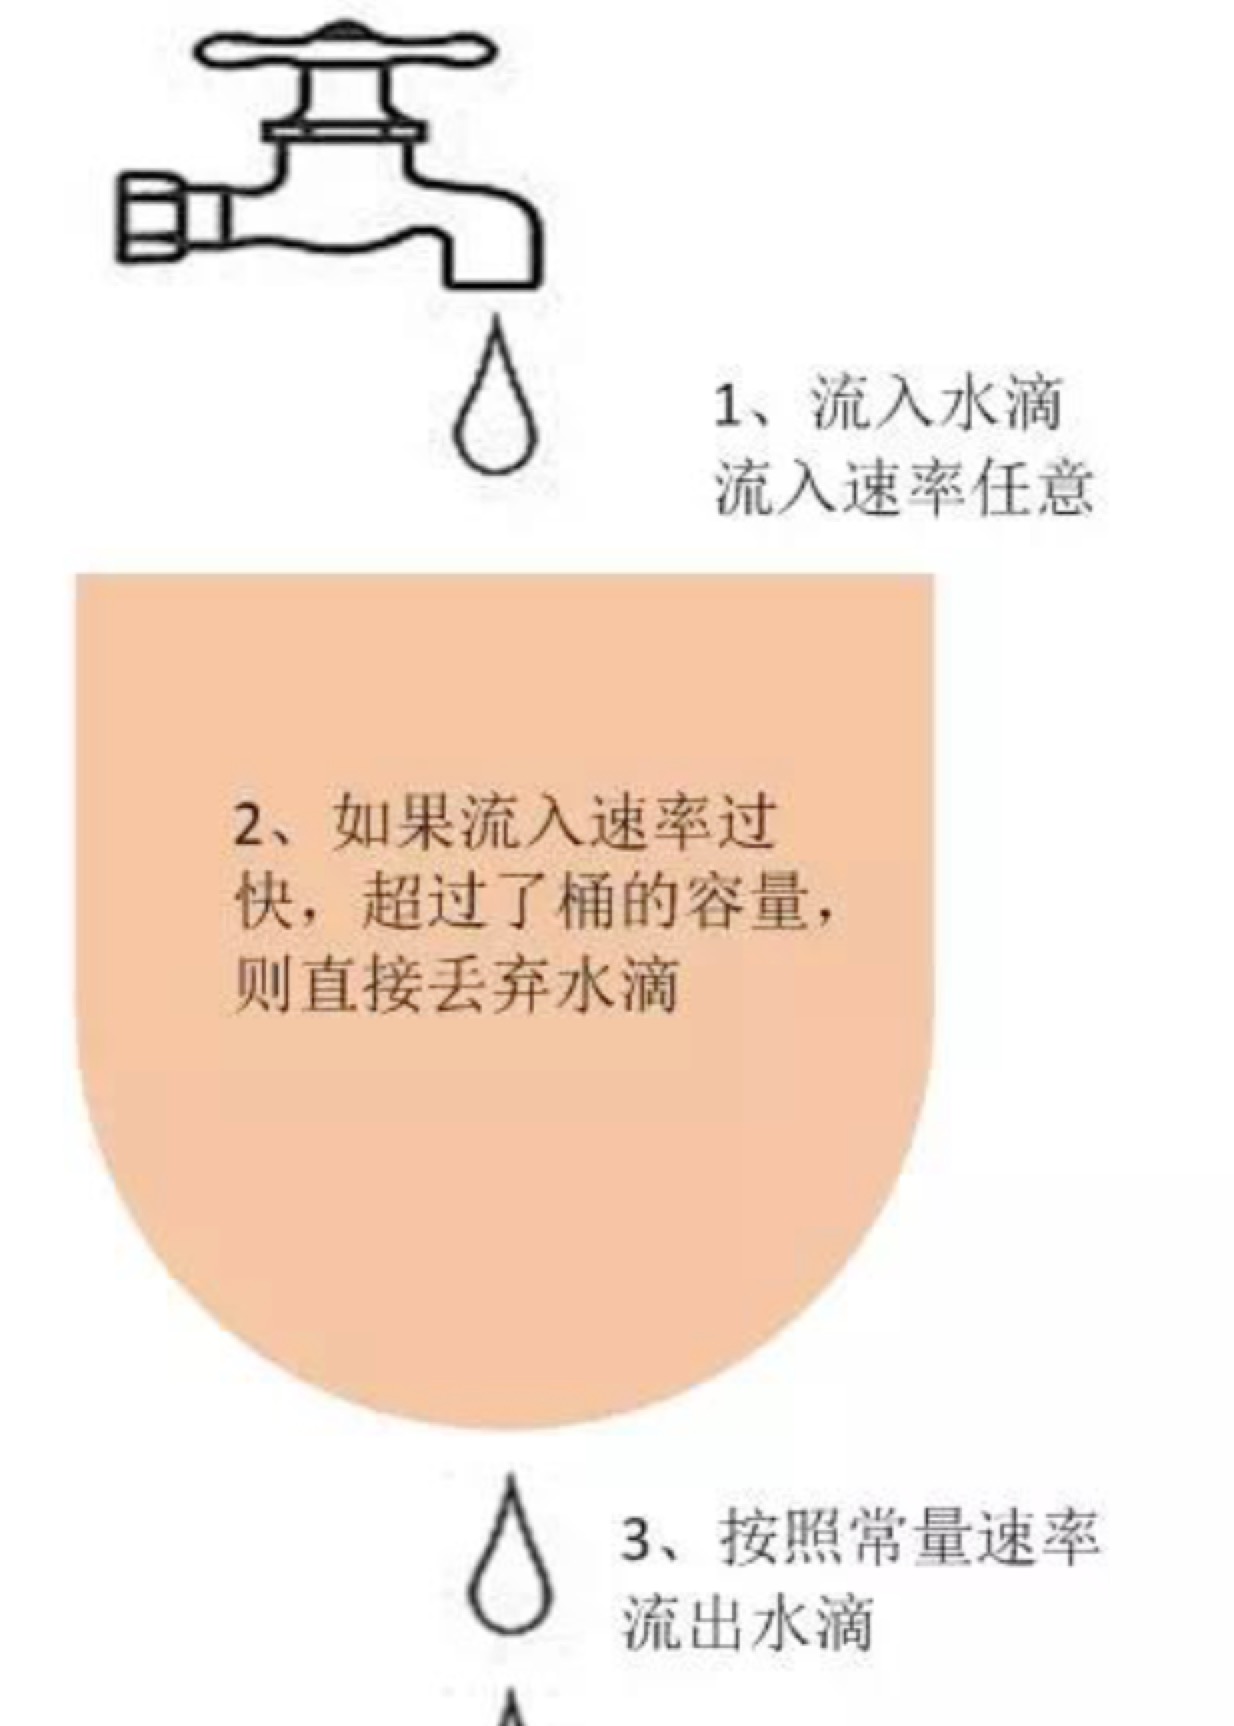 1、流入水滴
流入速率任意
2、如果流入速率过
快，超过了桶的容量，
则直接丢弃水滴
3、按照常量速率
流出水滴